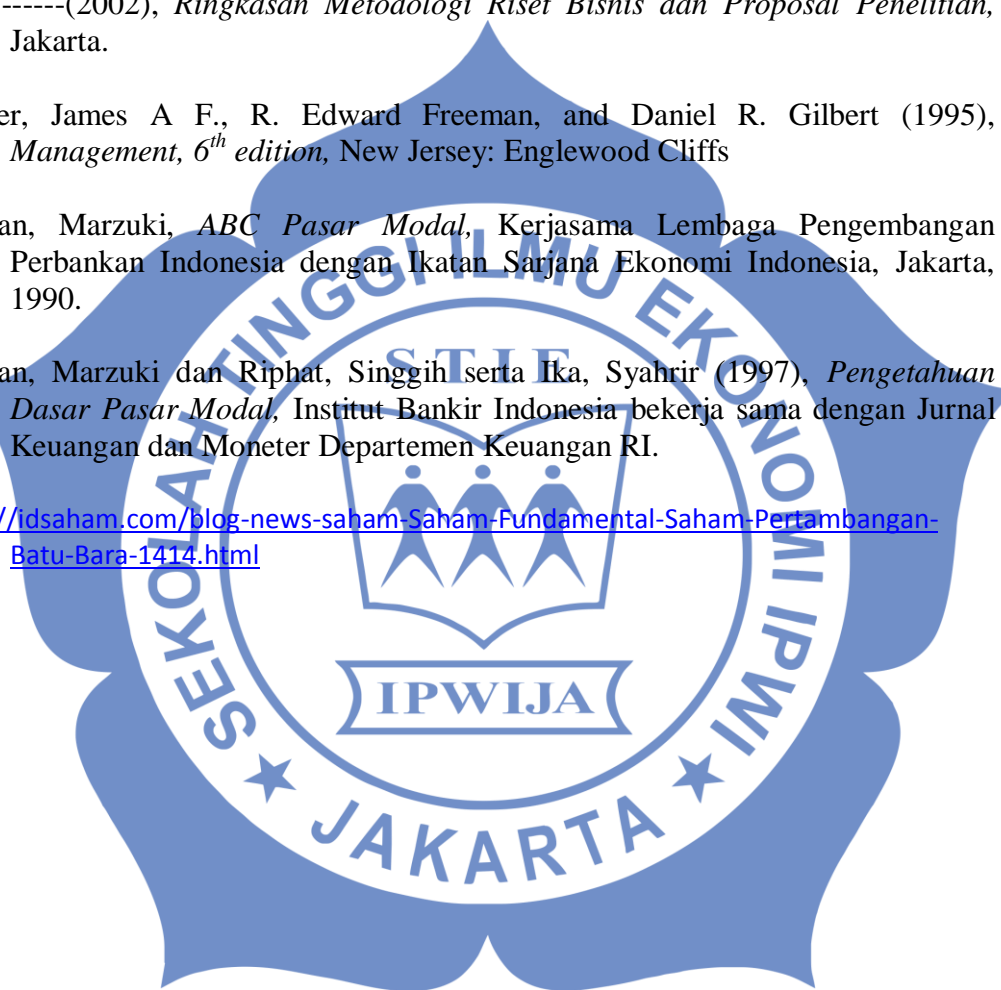 ------(2002), Ringkasan Metodologi Riset Bisnis dan Proposal Penelitian,
Jakarta.
er, James A F., R. Edward Freeman, and Daniel R. Gilbert (1995),
Management, 6th edition, New Jersey: Englewood Cliffs
an, Marzuki, ABC Pasar Modal, Kerjasama Lembaga Pengembangan
Perbankan Indonesia dengan Ikatan Sarjana Ekonomi Indonesia, Jakarta,
1990.
an, Marzuki dan Riphat, Singgih serta Ika, Syahrir (1997), Pengetahuan
Dasar Pasar Modal, Institut Bankir Indonesia bekerja sama dengan Jurnal
Keuangan dan Moneter Departemen Keuangan RI.
//idsaham.com/blog-news-saham-Saham-Fundamental-Saham-Pertambangan-
Batu-Bara-1414.html
SEKOLAH TINGGI ILMU EKONOMI IPWI
STIE
IPWIJA
JAKARTA